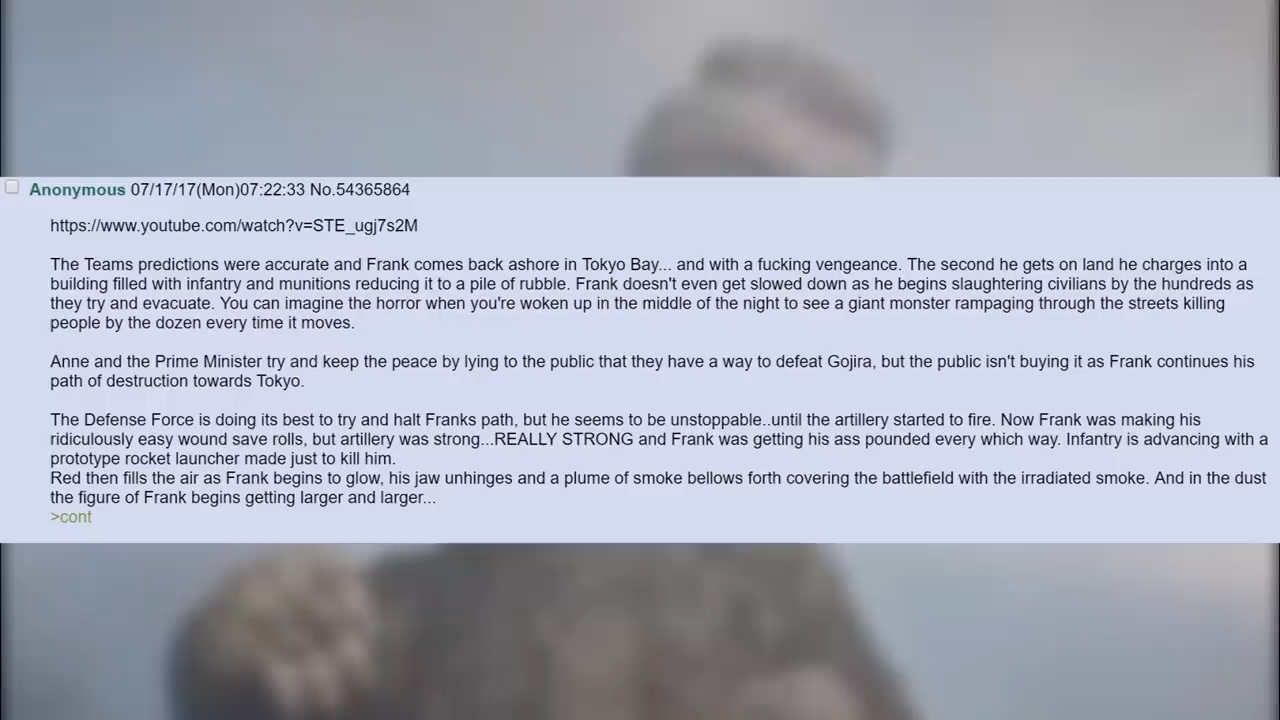 Anonymous 07/17/17(Mon)07:22:33 No.54365864
https://www.youtube.com/watch?v=STE_ugj7s2M
The Teams predictions were accurate and Frank comes back ashore in Tokyo Bay... and with a fucking vengeance. The second he gets on land he charges into a
building filled with infantry and munitions reducing it to a pile of rubble. Frank doesn't even get slowed down as he begins slaughtering civilians by the hundreds as
they try and evacuate. You can imagine the horror when you're woken up in the middle of the night to see a giant monster rampaging through the streets killing
people by the dozen every time it moves.
Anne and the Prime Minister try and keep the peace by lying to the public that they have a way to defeat Gojira, but the public isn't buying it as Frank continues his
path of destruction towards Tokyo.
The Defense Force is doing its best to try and halt Franks path, but he seems to be unstoppable..until the artillery started to fire. Now Frank was making his
ridiculously easy wound save rolls, but artillery was strong...REALLY STRONG and Frank was getting his ass pounded every which way. Infantry is advancing with a
prototype rocket launcher made just to kill him.
Red then fills the air as Frank begins to glow, his jaw unhinges and a plume of smoke bellows forth covering the battlefield with the irradiated smoke. And in the dust
the figure of Frank begins getting larger and larger...
>cont